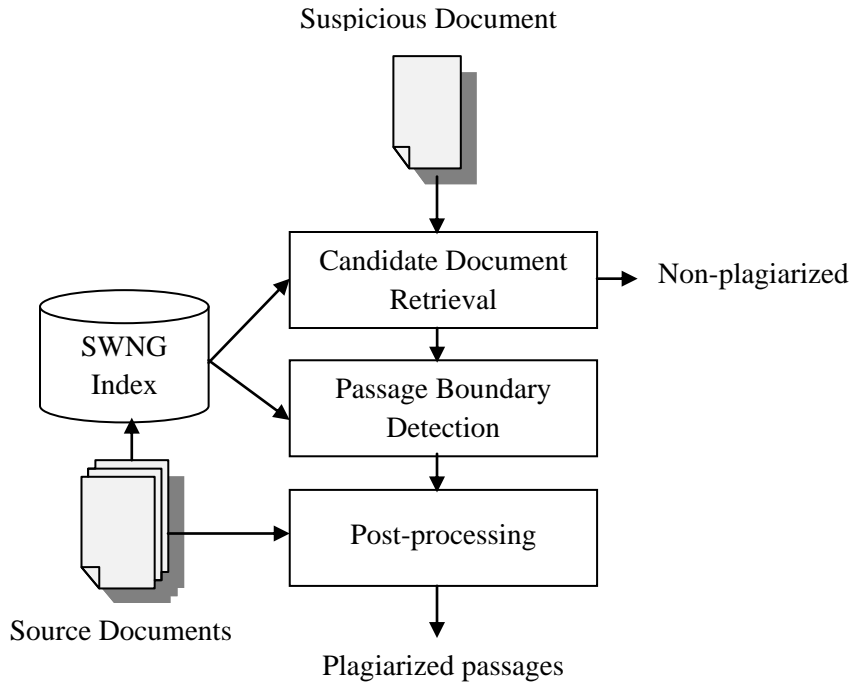 Suspicious Document
Candidate Document
Retrieval
Non-plagiarized
SWNG
Index
Passage Boundary
Detection
Post-processing
Source Documents
Plagiarized passages